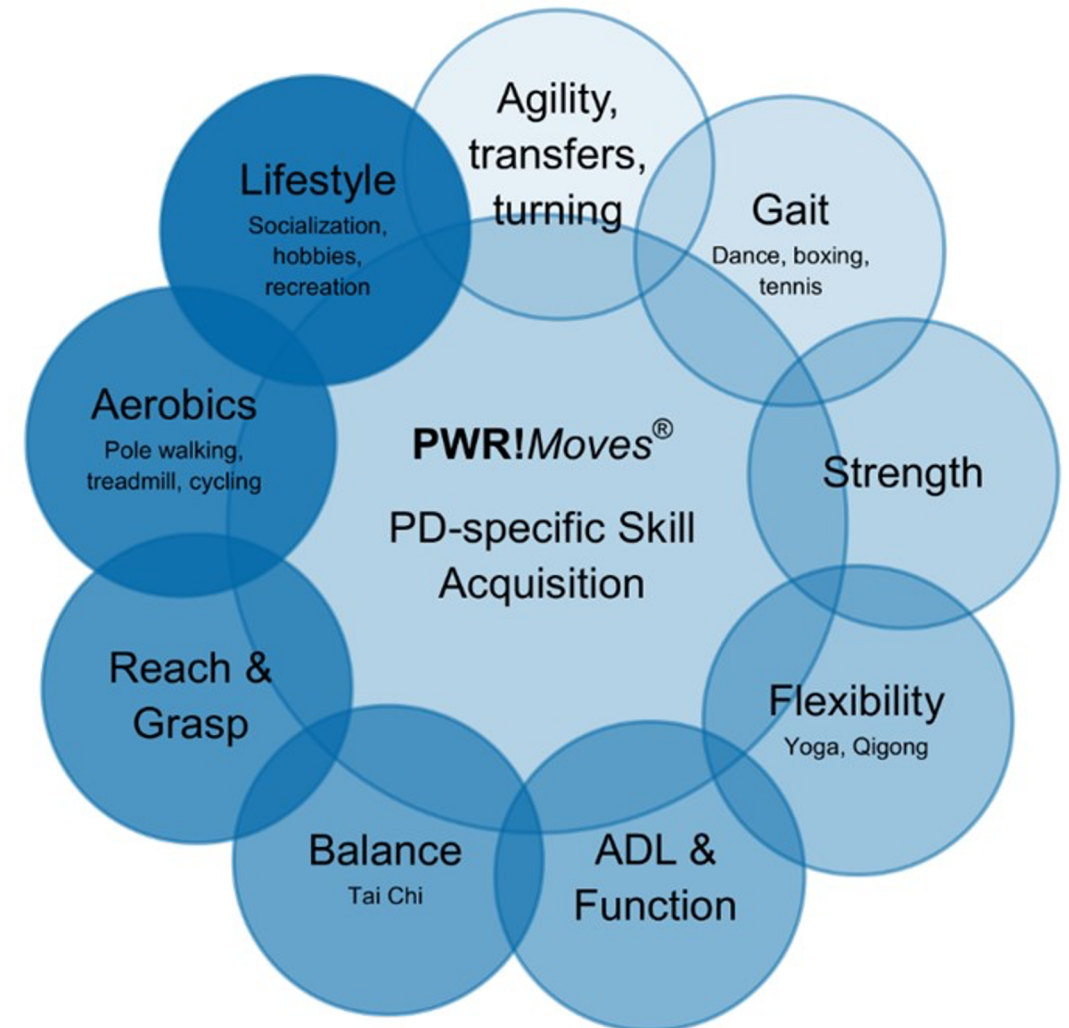 Agility,
transfers,
turning
Lifestyle
Socialization,
hobbies,
recreation
Gait
Dance, boxing,
tennis
Aerobics
Pole walking,
treadmill, cycling
PWR!Moves®
PD-specific Skill
Acquisition
Strength
Reach &
Grasp
Flexibility
Yoga, Qigong
Balance
Tai Chi
ADL &
Function